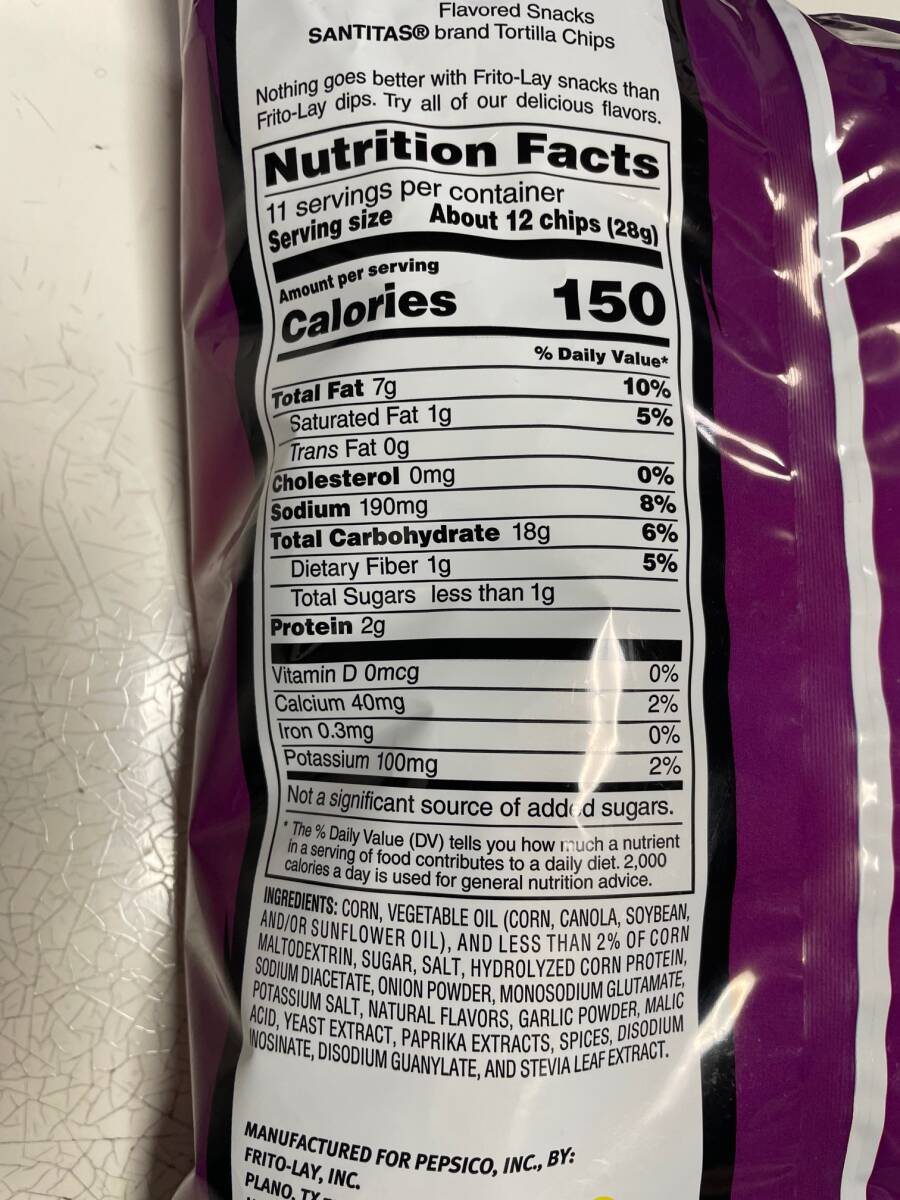 Flavored Snacks
SANTITAS® brand Tortilla Chips
Nothing goes better with Frito-Lay snacks than
Frito-Lay dips. Try all of our delicious flavors.
Nutrition Facts
11 servings per container
Serving size About 12 chips (28g)
Amount per serving
Calories 150
% Daily Value*
Total Fat 7g 10%
Saturated Fat 1g 5%
Trans Fat 0g
Cholesterol 0mg 0%
Sodium 190mg 8%
Total Carbohydrate 18g 6%
Dietary Fiber 1g 5%
Total Sugars less than 1g
Protein 2g
Vitamin D 0mcg 0%
Calcium 40mg 2%
Iron 0.3mg 0%
Potassium 100mg 2%
Not a significant source of added sugars.
* The % Daily Value (DV) tells you how much a nutrient
in a serving of food contributes to a daily diet. 2,000
calories a day is used for general nutrition advice.
INGREDIENTS: CORN, VEGETABLE OIL (CORN, CANOLA, SOYBEAN,
AND/OR SUNFLOWER OIL), AND LESS THAN 2% OF CORN
MALTODEXTRIN, SUGAR, SALT, HYDROLYZED CORN PROTEIN,
SODIUM DIACETATE, ONION POWDER, MONOSODIUM GLUTAMATE,
POTASSIUM SALT, NATURAL FLAVORS, GARLIC POWDER, MALIC
ACID, YEAST EXTRACT, PAPRIKA EXTRACTS, SPICES, DISODIUM
INOSINATE, DISODIUM GUANYLATE, AND STEVIA LEAF EXTRACT.
MANUFACTURED FOR PEPSICO, INC., BY:
FRITO-LAY, INC.
PLANO, TX